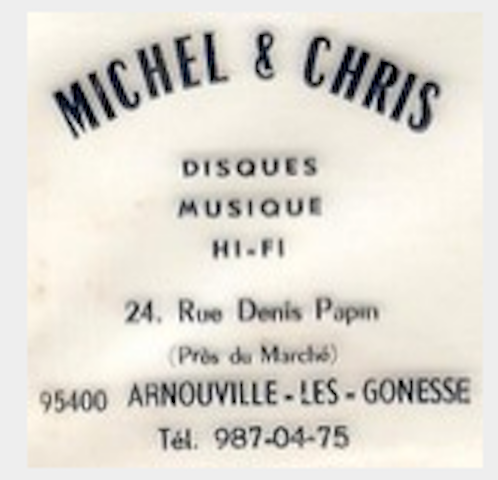 MICHEL & CHRIS
DISQUES
MUSIQUE
HI-FI
24. Rue Denis Papin
(Près du Marché)
95400 ARNOUVILLE-LES-GONESSE
Tél. 987-04-75